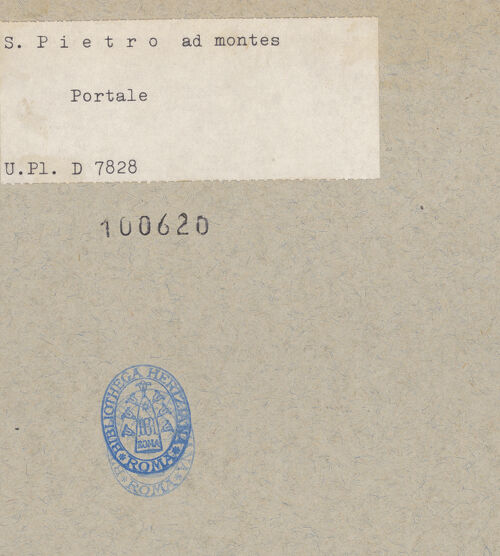 S. P i e t r o ad montes
Portale
U.Pl. D 7828
100620
BIBLIOTHECA HERTZIANA
ROMA
* ROMA *